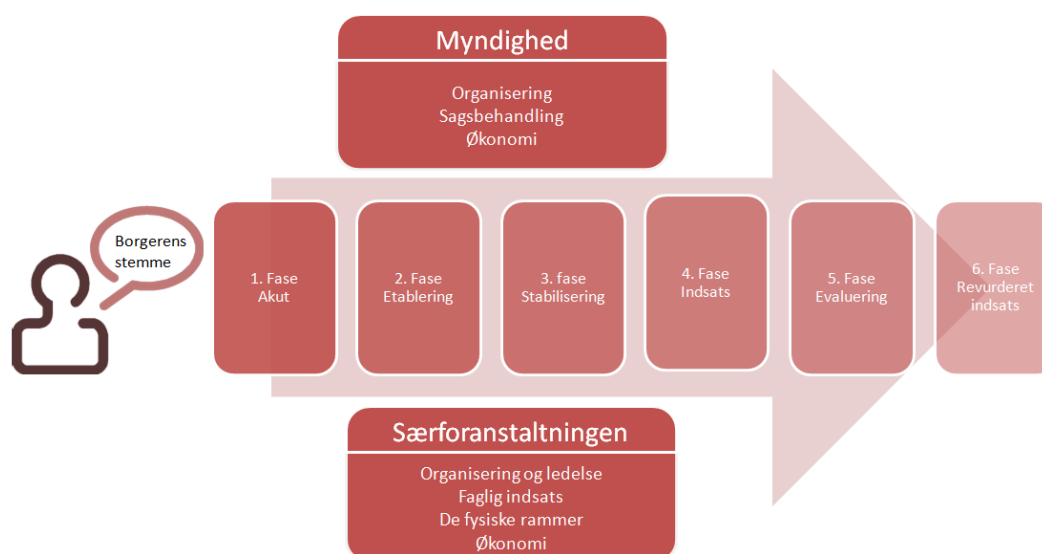 Myndighed
Organisering
Sagsbehandling
Økonomi
Borgerens
stemme
1. Fase
Akut
2. Fase
Etablering
3. fase
Stabilisering
4. Fase
Indsats
5. Fase
Evaluering
6. Fase
Revurderet
indsats
Særforanstaltningen
Organisering og ledelse
Faglig indsats
De fysiske rammer
Økonomi